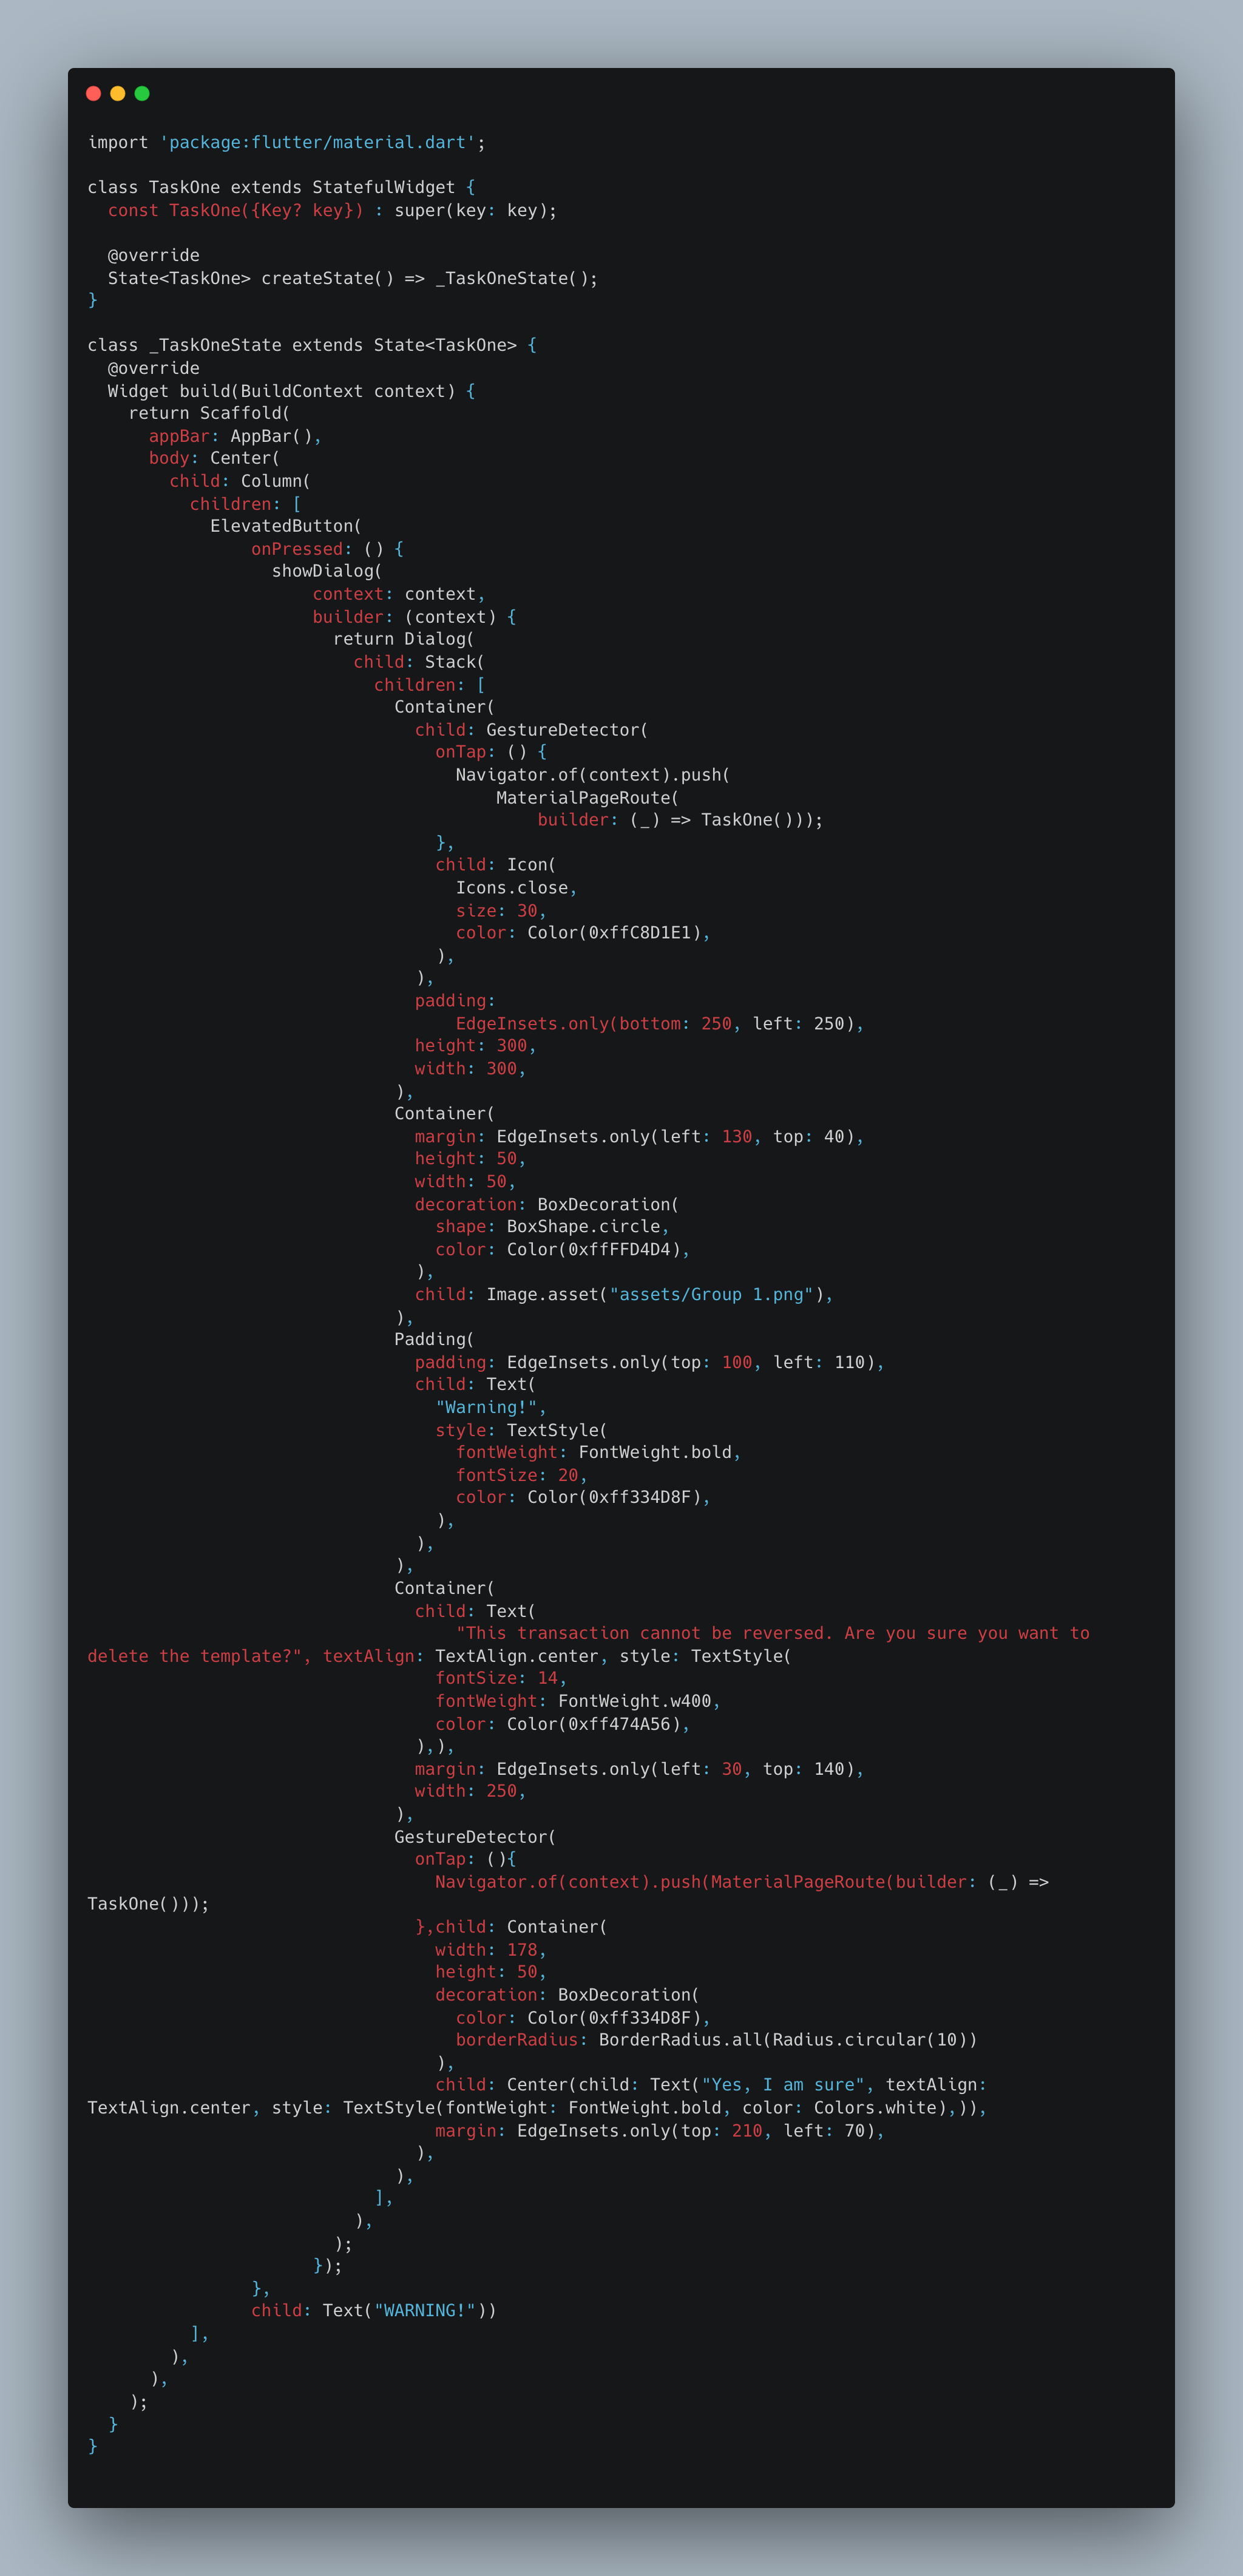 import 'package:flutter/material.dart';

class TaskOne extends StatefulWidget {
  const TaskOne({Key? key}) : super(key: key);

  @override
  State<TaskOne> createState() => _TaskOneState();
}

class _TaskOneState extends State<TaskOne> {
  @override
  Widget build(BuildContext context) {
    return Scaffold(
      appBar: AppBar(),
      body: Center(
        child: Column(
          children: [
            ElevatedButton(
                onPressed: () {
                  showDialog(
                      context: context,
                      builder: (context) {
                        return Dialog(
                          child: Stack(
                            children: [
                              Container(
                                child: GestureDetector(
                                  onTap: () {
                                    Navigator.of(context).push(
                                        MaterialPageRoute(
                                            builder: (_) => TaskOne()));
                                  },
                                  child: Icon(
                                    Icons.close,
                                    size: 30,
                                    color: Color(0xffC8D1E1),
                                  ),
                                ),
                                padding:
                                    EdgeInsets.only(bottom: 250, left: 250),
                                height: 300,
                                width: 300,
                              ),
                              Container(
                                margin: EdgeInsets.only(left: 130, top: 40),
                                height: 50,
                                width: 50,
                                decoration: BoxDecoration(
                                  shape: BoxShape.circle,
                                  color: Color(0xffFFD4D4),
                                ),
                                child: Image.asset("assets/Group 1.png"),
                              ),
                              Padding(
                                padding: EdgeInsets.only(top: 100, left: 110),
                                child: Text(
                                  "Warning!",
                                  style: TextStyle(
                                    fontWeight: FontWeight.bold,
                                    fontSize: 20,
                                    color: Color(0xff334D8F),
                                  ),
                                ),
                              ),
                              Container(
                                child: Text(
                                    "This transaction cannot be reversed. Are you sure you want to
delete the template?", textAlign: TextAlign.center, style: TextStyle(
                                  fontSize: 14,
                                  fontWeight: FontWeight.w400,
                                  color: Color(0xff474A56),
                                ),),
                                margin: EdgeInsets.only(left: 30, top: 140),
                                width: 250,
                              ),
                              GestureDetector(
                                onTap: (){
                                  Navigator.of(context).push(MaterialPageRoute(builder: (_) =>
TaskOne()));
                                },child: Container(
                                  width: 178,
                                  height: 50,
                                  decoration: BoxDecoration(
                                    color: Color(0xff334D8F),
                                    borderRadius: BorderRadius.all(Radius.circular(10))
                                  ),
                                  child: Center(child: Text("Yes, I am sure", textAlign:
TextAlign.center, style: TextStyle(fontWeight: FontWeight.bold, color: Colors.white),)),
                                  margin: EdgeInsets.only(top: 210, left: 70),
                                ),
                              ),
                            ],
                          ),
                        );
                      });
                },
                child: Text("WARNING!"))
          ],
        ),
      ),
    );
  }
}